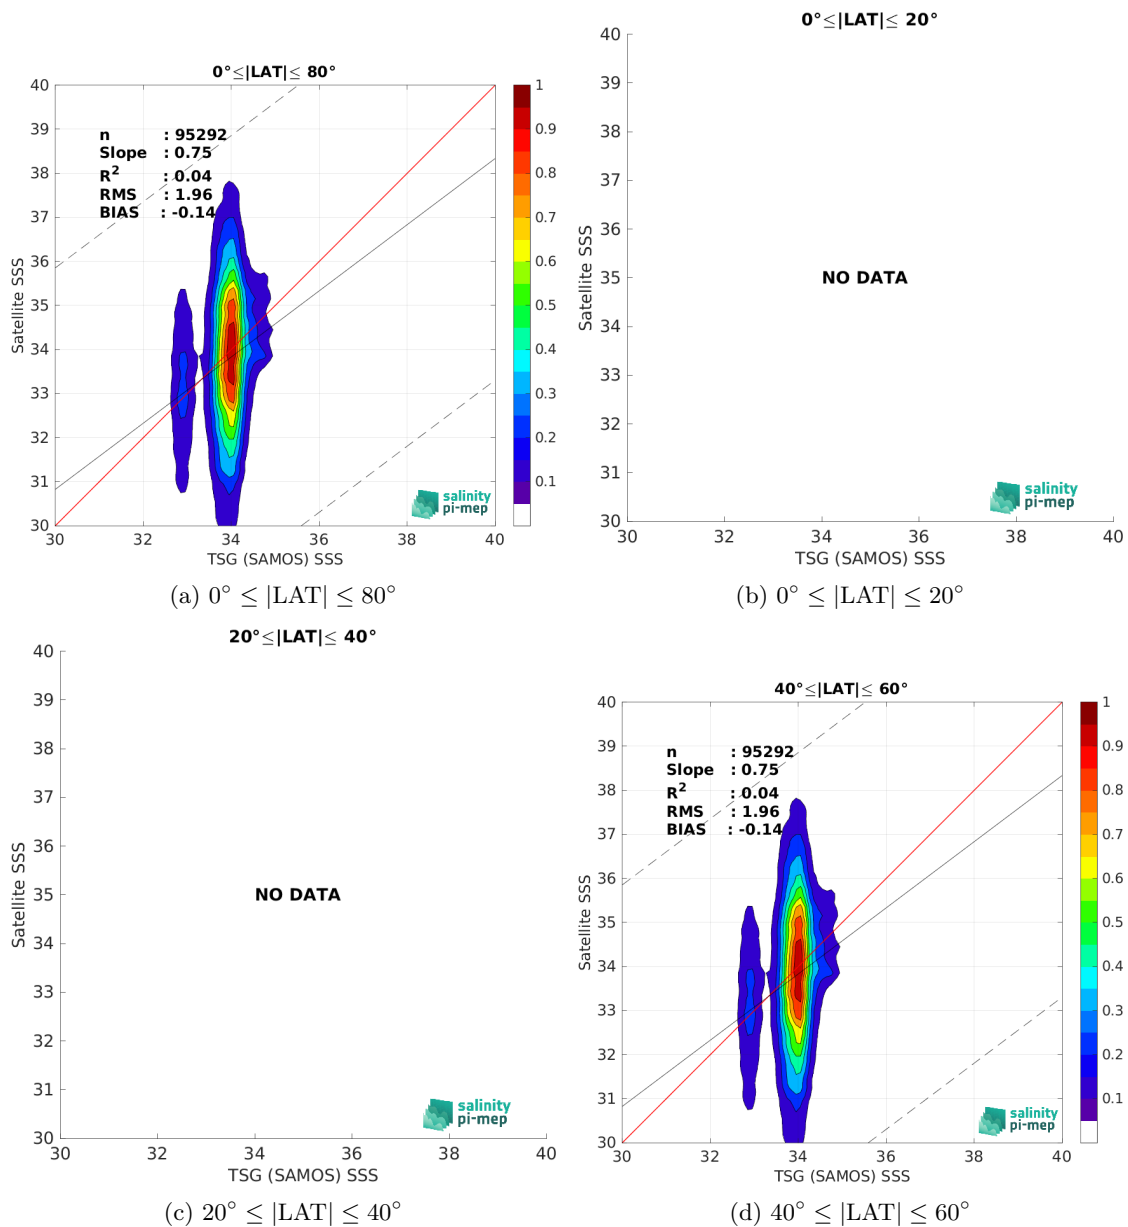 0°≤|LAT|≤ 80°
40
39
38
37
36
35
34
33
32
31
30
Satellite SSS
n : 95292
Slope : 0.75
R² : 0.04
RMS : 1.96
BIAS : -0.14
1
0.9
0.8
0.7
0.6
0.5
0.4
0.3
0.2
0.1
salinity
pi-mep
30 32 34 36 38 40
TSG (SAMOS) SSS
(a) 0° ≤ |LAT| ≤ 80°
0°≤|LAT|≤ 20°
40
39
38
37
36
35
34
33
32
31
30
Satellite SSS
NO DATA
salinity
pi-mep
30 32 34 36 38 40
TSG (SAMOS) SSS
(b) 0° ≤ |LAT| ≤ 20°
20°≤|LAT|≤ 40°
40
39
38
37
36
35
34
33
32
31
30
Satellite SSS
NO DATA
salinity
pi-mep
30 32 34 36 38 40
TSG (SAMOS) SSS
(c) 20° ≤ |LAT| ≤ 40°
40°≤|LAT|≤ 60°
40
39
38
37
36
35
34
33
32
31
30
Satellite SSS
n : 95292
Slope : 0.75
R² : 0.04
RMS : 1.96
BIAS : -0.14
1
0.9
0.8
0.7
0.6
0.5
0.4
0.3
0.2
0.1
salinity
pi-mep
30 32 34 36 38 40
TSG (SAMOS) SSS
(d) 40° ≤ |LAT| ≤ 60°